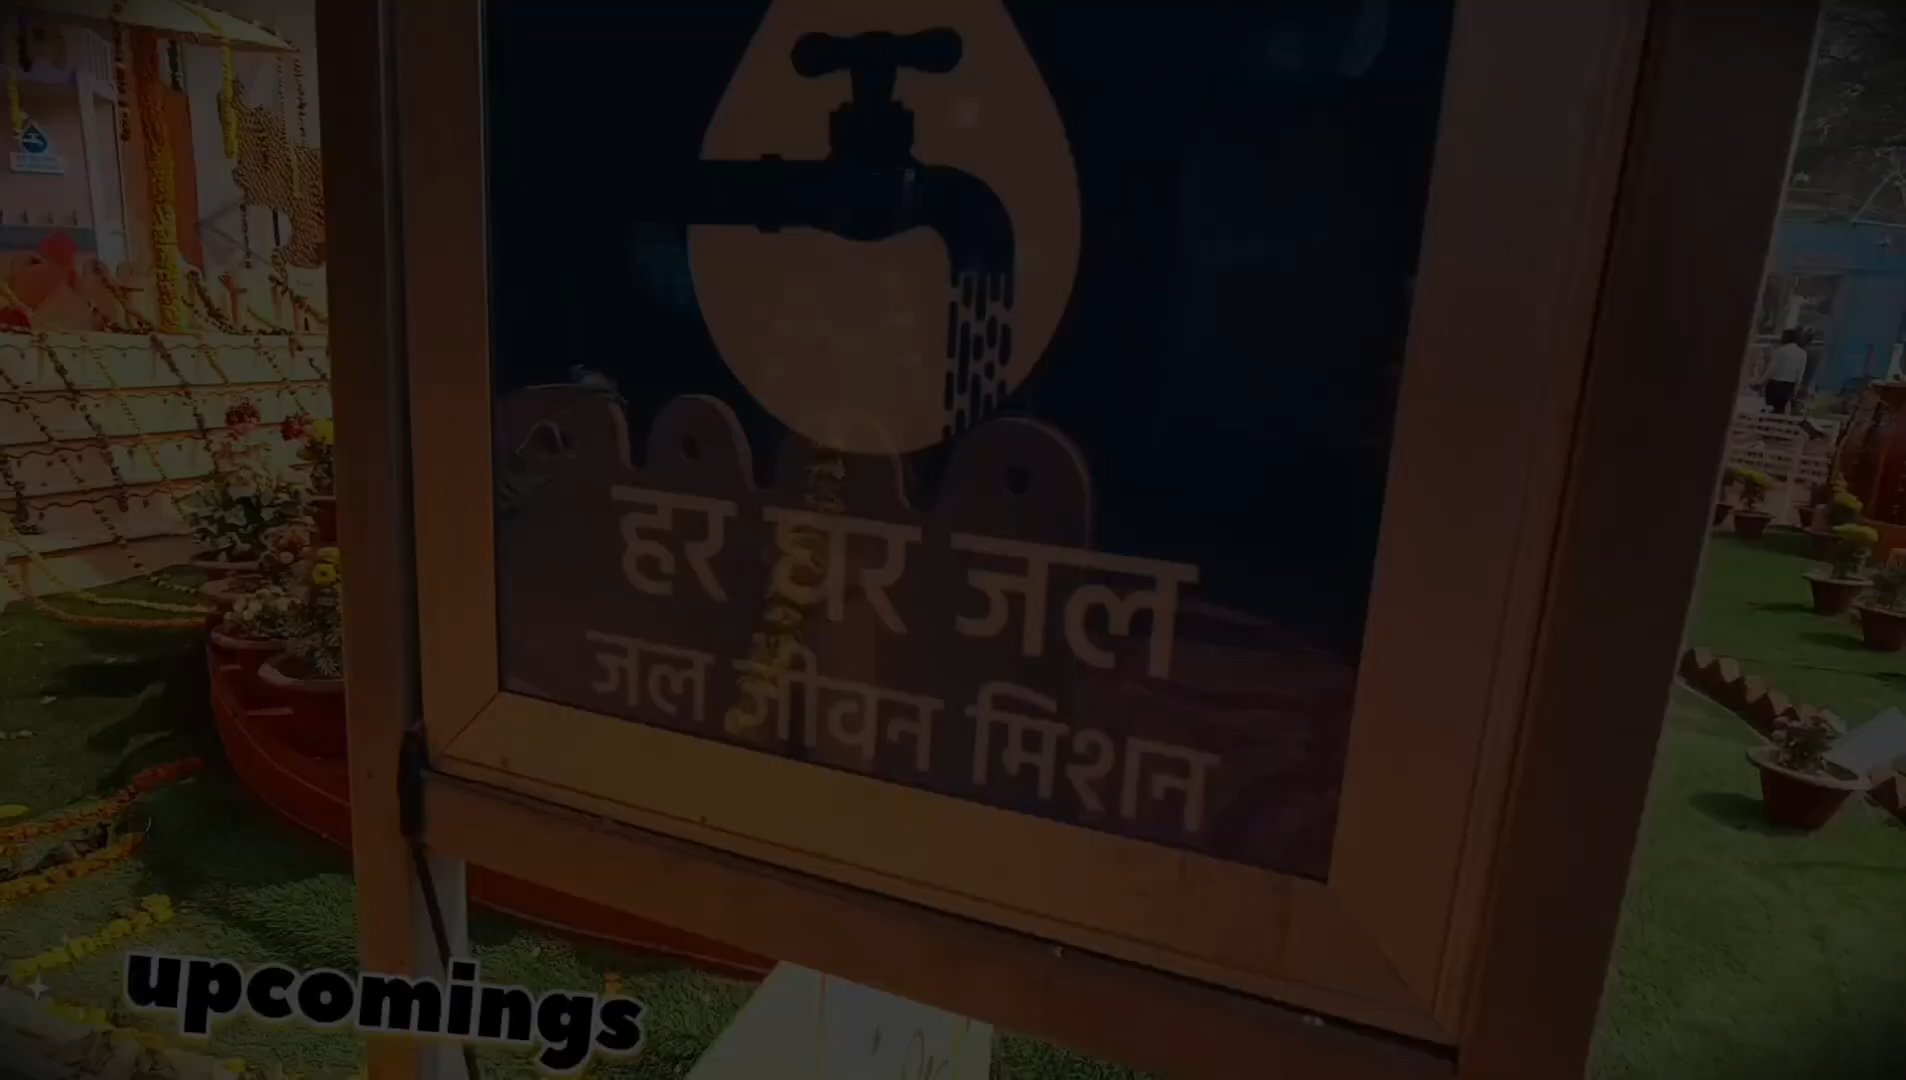 हर घर जल
जल जीवन मिशन
upcomings